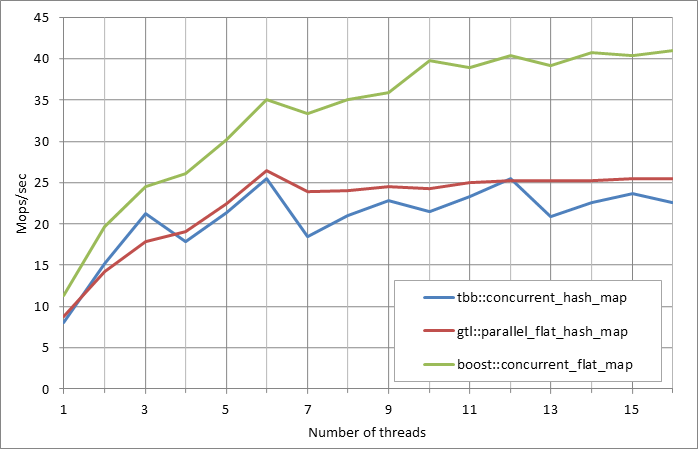 45
40
35
30
25
20
15
10
5
0
Mops/sec
tbb::concurrent_hash_map
gtl::parallel_flat_hash_map
boost::concurrent_flat_map
1 3 5 7 9 11 13 15
Number of threads